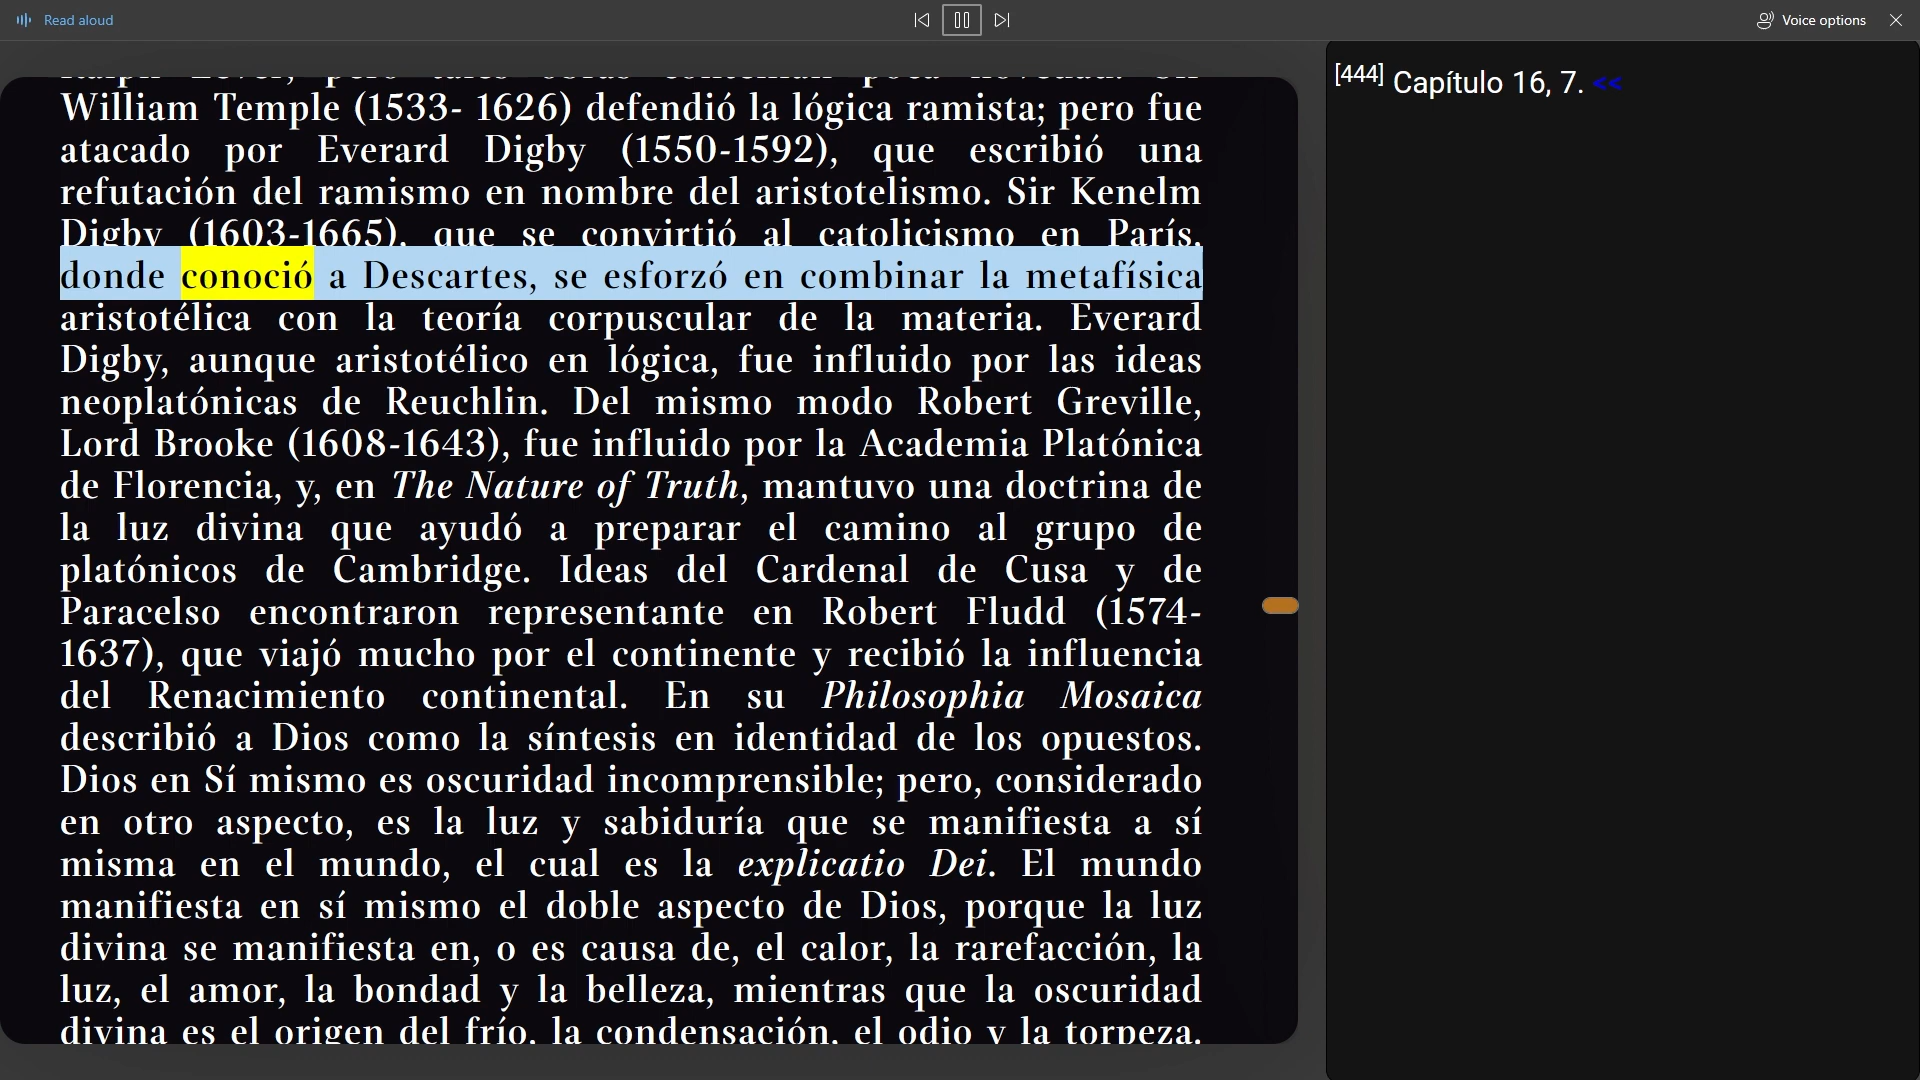 Read aloud
Voice options
William Temple (1533- 1626) defendió la lógica ramista; pero fue
atacado por Everard Digby (1550-1592), que escribió una
refutación del ramismo en nombre del aristotelismo. Sir Kenelm
Digby (1603-1665), que se convirtió al catolicismo en París,
donde conoció a Descartes, se esforzó en combinar la metafísica
aristotélica con la teoría corpuscular de la materia. Everard
Digby, aunque aristotélico en lógica, fue influido por las ideas
neoplatónicas de Reuchlin. Del mismo modo Robert Greville,
Lord Brooke (1608-1643), fue influido por la Academia Platónica
de Florencia, y, en The Nature of Truth, mantuvo una doctrina de
la luz divina que ayudó a preparar el camino al grupo de
platónicos de Cambridge. Ideas del Cardenal de Cusa y de
Paracelso encontraron representante en Robert Fludd (1574-
1637), que viajó mucho por el continente y recibió la influencia
del Renacimiento continental. En su Philosophia Mosaica
describió a Dios como la síntesis en identidad de los opuestos.
Dios en Sí mismo es oscuridad incomprensible; pero, considerado
en otro aspecto, es la luz y sabiduría que se manifiesta a sí
misma en el mundo, el cual es la explicatio Dei. El mundo
manifiesta en sí mismo el doble aspecto de Dios, porque la luz
divina se manifiesta en, o es causa de, el calor, la rarefacción, la
luz, el amor, la bondad y la belleza, mientras que la oscuridad
divina es el origen del frío, la condensación, el odio y la torpeza.
[444] Capítulo 16, 7. <<